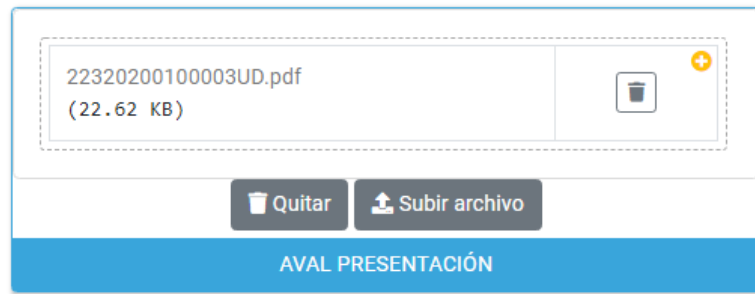 22320200100003UD.pdf
(22.62 KB)
Quitar
Subir archivo
AVAL PRESENTACIÓN